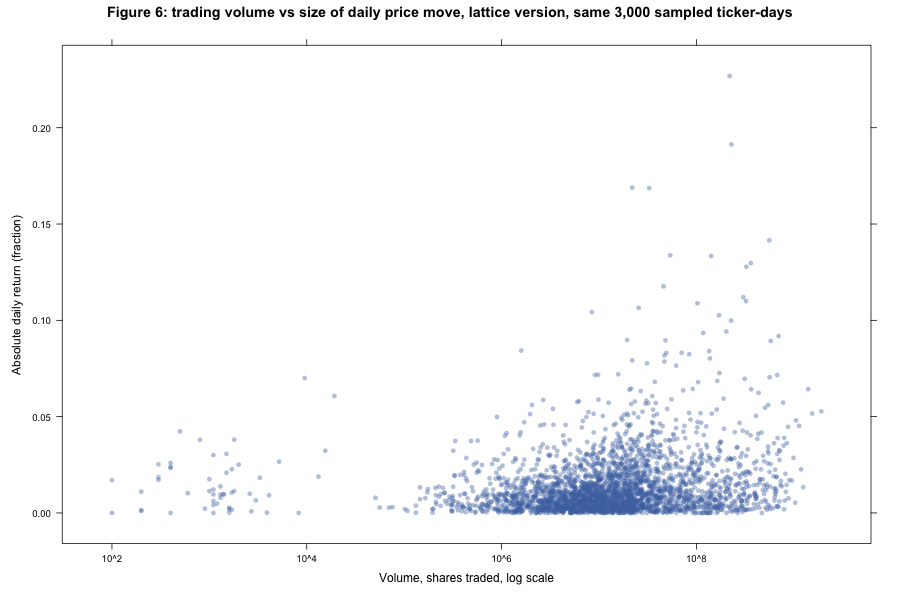 Figure 6: trading volume vs size of daily price move, lattice version, same 3,000 sampled ticker-days
Absolute daily return (fraction)
0.20
0.15
0.10
0.05
0.00
10^2 10^4 10^6 10^8
Volume, shares traded, log scale